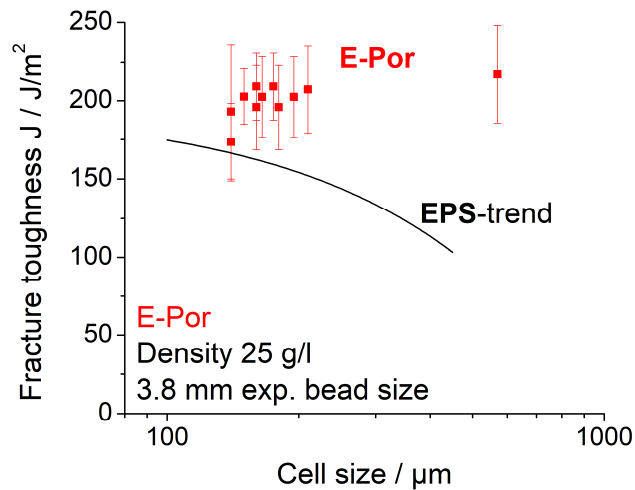 250
200
150
100
50
0
Fracture toughness J / J/m²
E-Por
EPS-trend
E-Por
Density 25 g/l
3.8 mm exp. bead size
100
1000
Cell size / µm